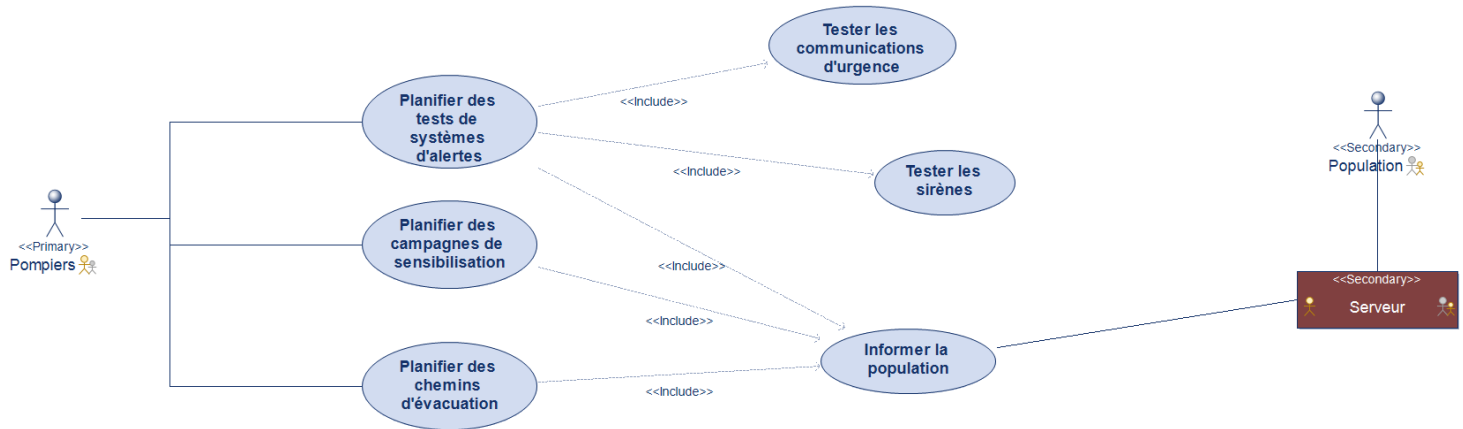 Tester les
communications
d'urgence
Planifier des
tests de
systèmes
d'alertes
<<Include>>
<<Include>>
Tester les
sirènes
<<Secondary>>
Population
<<Primary>>
Pompiers
Planifier des
campagnes de
sensibilisation
<<Include>>
<<Include>>
<<Secondary>>
Serveur
Informer la
population
Planifier des
chemins
d'évacuation
<<Include>>